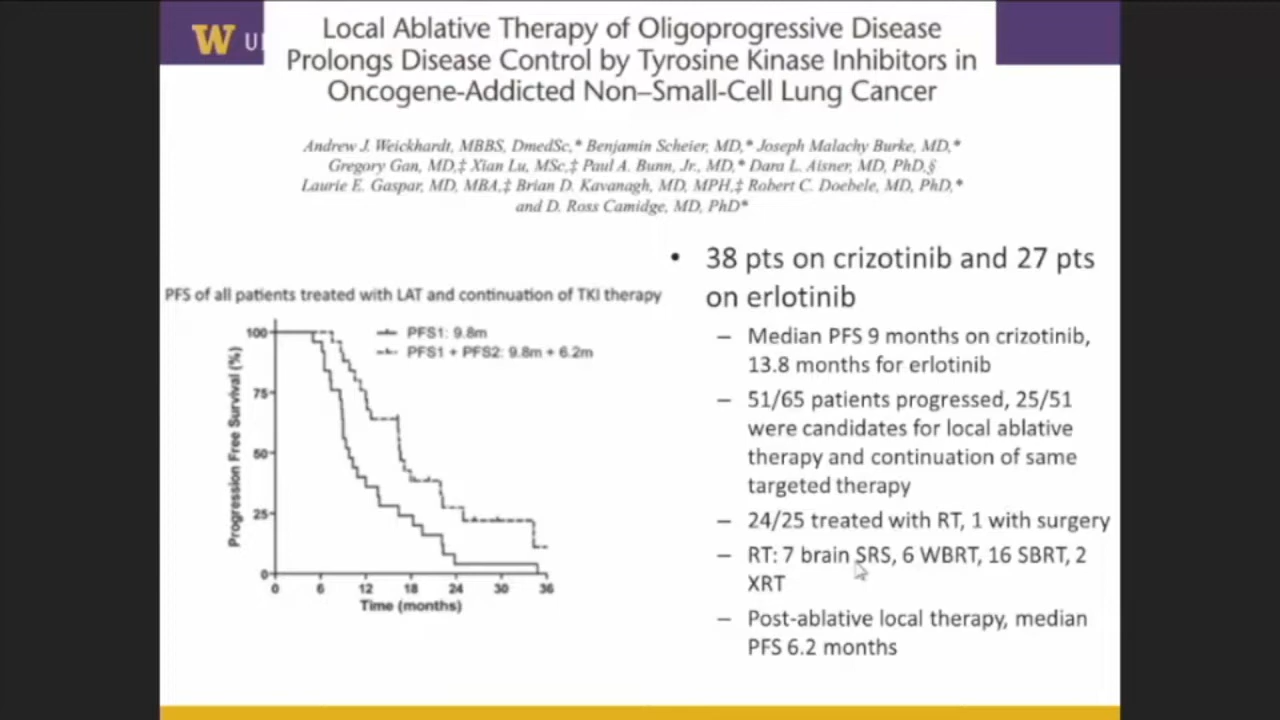 W
Local Ablative Therapy of Oligoprogressive Disease
Prolongs Disease Control by Tyrosine Kinase Inhibitors in
Oncogene-Addicted Non–Small-Cell Lung Cancer
Andrew J. Weickhardt, MBBS, DmedSc,* Benjamin Scheier, MD,* Joseph Malachy Burke, MD,*
Gregory Gan, MD,‡ Xian Lu, MSc,‡ Paul A. Bunn, Jr., MD,* Dara L. Aisner, MD, PhD,§
Laurie E. Gaspar, MD, MBA,‡ Brian D. Kavanagh, MD, MPH,‡ Robert C. Doebele, MD, PhD,*
and D. Ross Camidge, MD, PhD*
PFS of all patients treated with LAT and continuation of TKI therapy
PFS1: 9.8m
PFS1 + PFS2: 9.8m + 6.2m
Progression Free Survival (%)
100
75
50
25
0
0 6 12 18 24 30 36
Time (months)
• 38 pts on crizotinib and 27 pts
on erlotinib
– Median PFS 9 months on crizotinib,
13.8 months for erlotinib
– 51/65 patients progressed, 25/51
were candidates for local ablative
therapy and continuation of same
targeted therapy
– 24/25 treated with RT, 1 with surgery
– RT: 7 brain SRS, 6 WBRT, 16 SBRT, 2
XRT
– Post-ablative local therapy, median
PFS 6.2 months